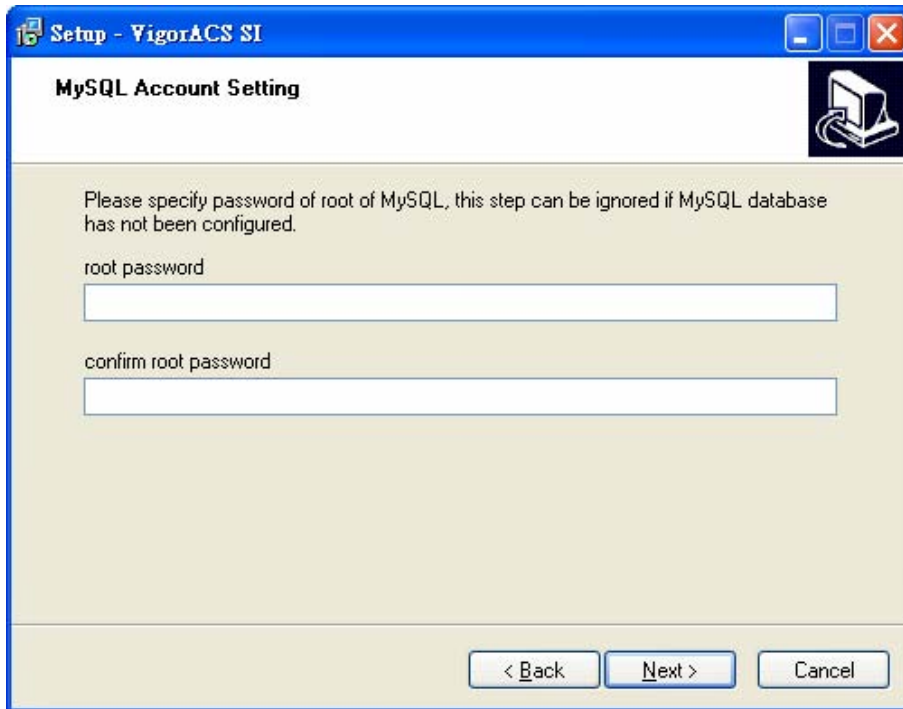 Setup - VigorACS SI
MySQL Account Setting
Please specify password of root of MySQL, this step can be ignored if MySQL database
has not been configured.
root password
confirm root password
< Back
Next >
Cancel